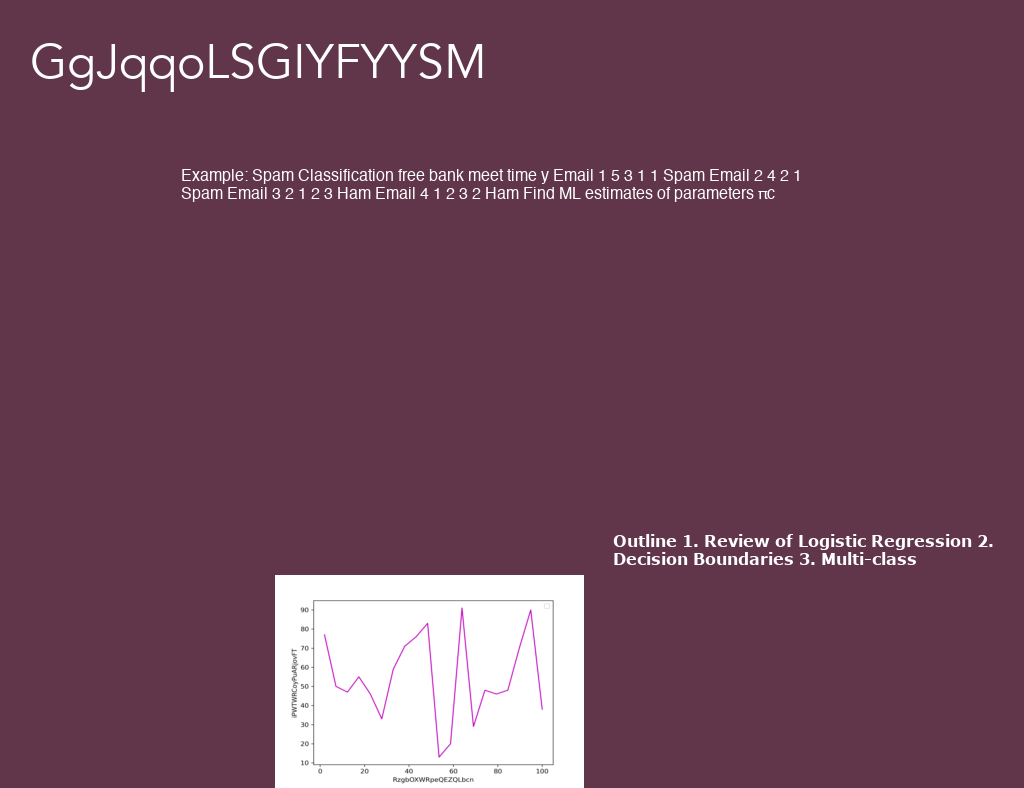 GgJqqoLSGIYFYYSM
Example: Spam Classification free bank meet time y Email 1 5 3 1 1 Spam Email 2 4 2 1
Spam Email 3 2 1 2 3 Ham Email 4 1 2 3 2 Ham Find ML estimates of parameters πc
Outline 1. Review of Logistic Regression 2.
Decision Boundaries 3. Multi-class
90
80
70
60
50
40
30
20
10
0 20 40 60 80 100
RzgbOXWRpeQEZQLbcn